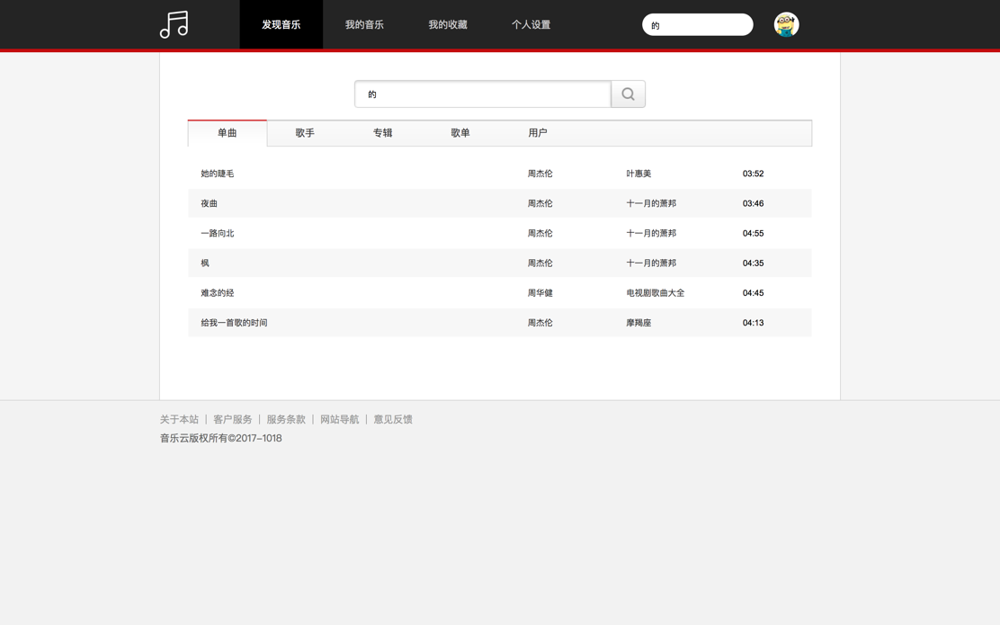 发现音乐 我的音乐 我的收藏 个人设置 的
的
单曲 歌手 专辑 歌单 用户
她的睫毛 周杰伦 叶惠美 03:52
夜曲 周杰伦 十一月的萧邦 03:46
一路向北 周杰伦 十一月的萧邦 04:55
枫 周杰伦 十一月的萧邦 04:35
难念的经 周华健 电视剧歌曲大全 04:45
给我一首歌的时间 周杰伦 摩羯座 04:13
关于本站 | 客户服务 | 服务条款 | 网站导航 | 意见反馈
音乐云版权所有©2017-1018